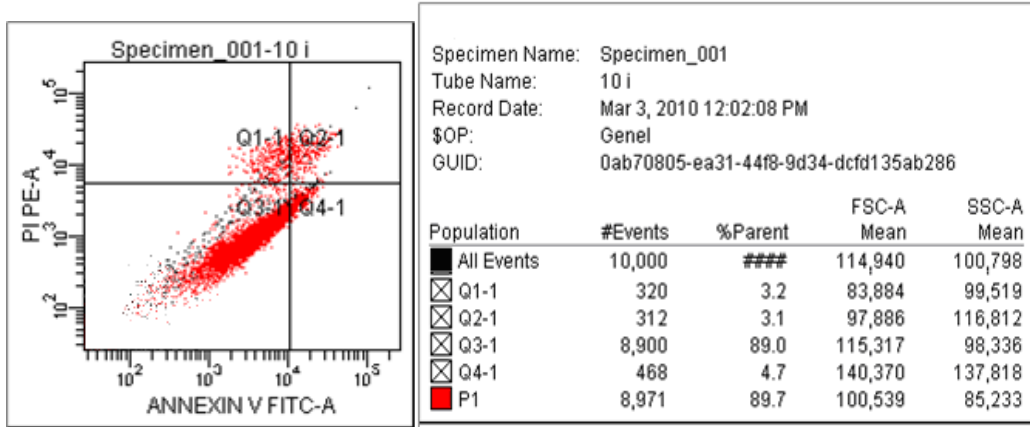 Specimen_001-10 i
PI PE-A
10^5
10^4
10^3
10^2
Q1-1 Q2-1
Q3-1 Q4-1
10^2 10^3 10^4 10^5
ANNEXIN V FITC-A
Specimen Name: Specimen_001
Tube Name: 10 i
Record Date: Mar 3, 2010 12:02:08 PM
$OP: Genel
GUID: 0ab70805-ea31-44f8-9d34-dcfd135ab286
FSC-A SSC-A
Population #Events %Parent Mean Mean
All Events 10,000 #### 114,940 100,798
Q1-1 320 3.2 83,884 99,519
Q2-1 312 3.1 97,886 116,812
Q3-1 8,900 89.0 115,317 98,336
Q4-1 468 4.7 140,370 137,818
P1 8,971 89.7 100,539 85,233